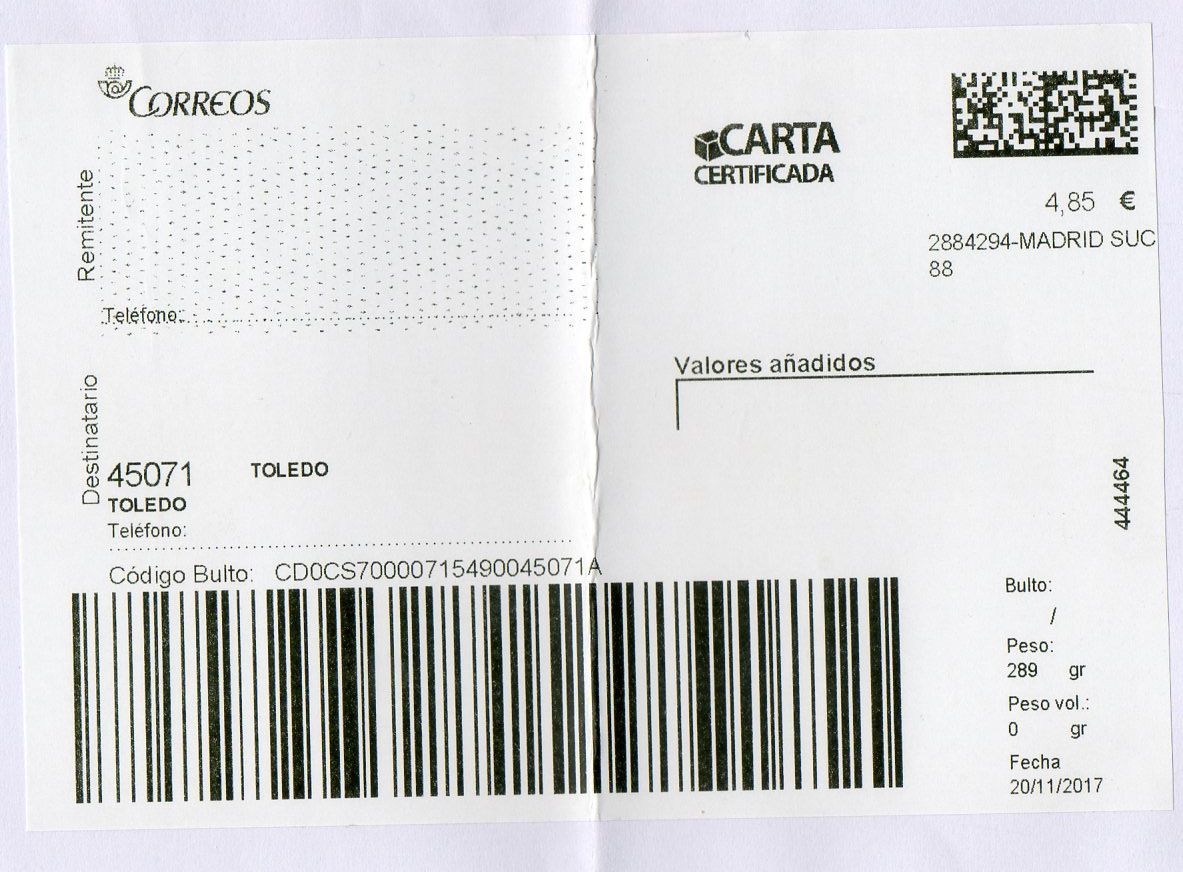 CORREOS
Remitente
Teléfono:
Destinatario
45071 TOLEDO
TOLEDO
Teléfono:
Código Bulto: CD0CS70000715490045071A
CARTA
CERTIFICADA
4,85 €
2884294-MADRID SUC
88
Valores añadidos
444464
Bulto:
/
Peso:
289 gr
Peso vol.:
0 gr
Fecha
20/11/2017